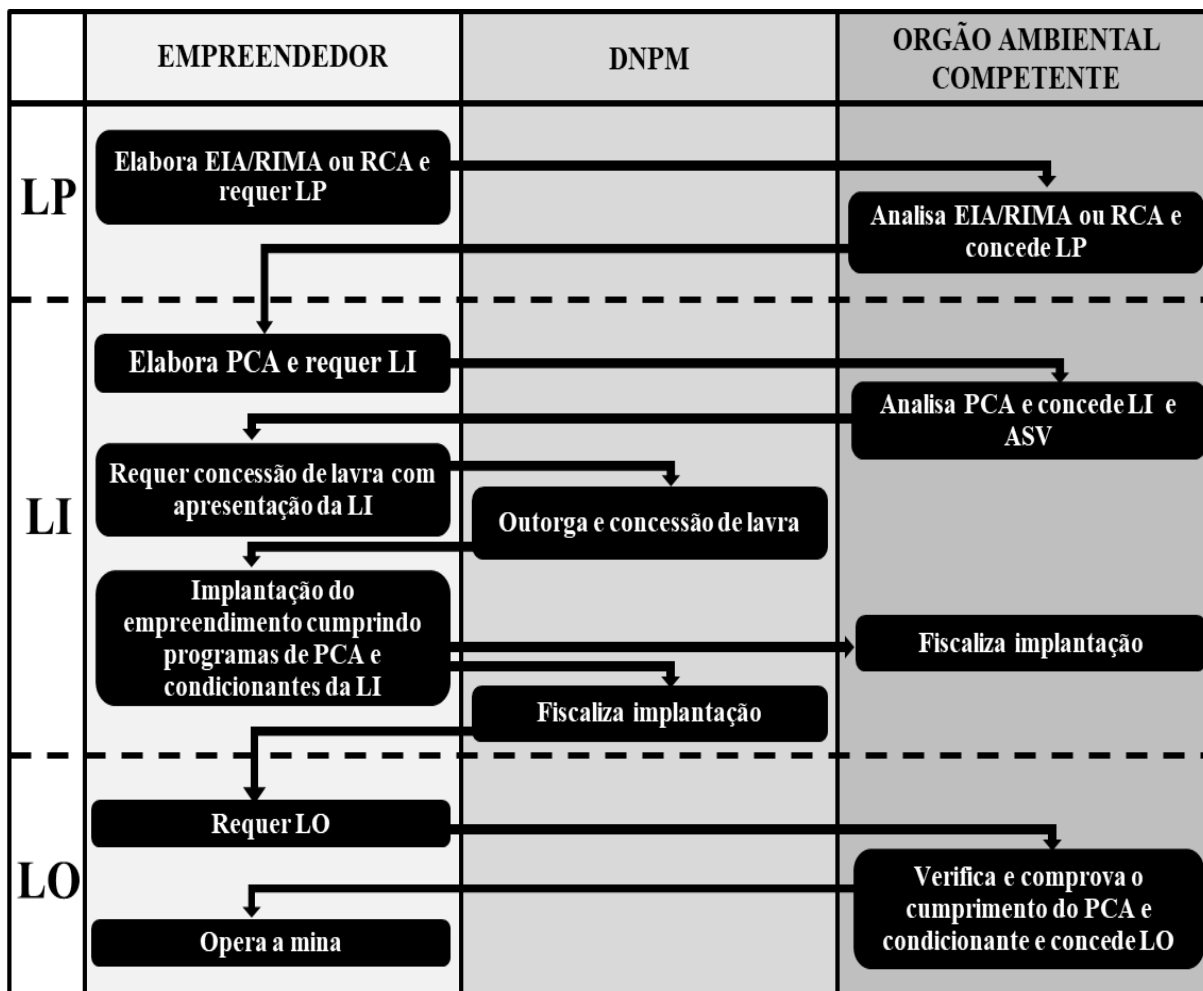 EMPREENDEDOR
DNPM
ORGÃO AMBIENTAL
COMPETENTE
LP
Elabora EIA/RIMA ou RCA e
requer LP
Analisa EIA/RIMA ou RCA e
concede LP
LI
Elabora PCA e requer LI
Analisa PCA e concede LI e
ASV
Requer concessão de lavra com
apresentação da LI
Outorga e concessão de lavra
Implantação do
empreendimento cumprindo
programas de PCA e
condicionantes da LI
Fiscaliza implantação
Fiscaliza implantação
LO
Requer LO
Verifica e comprova o
cumprimento do PCA e
condicionante e concede LO
Opera a mina